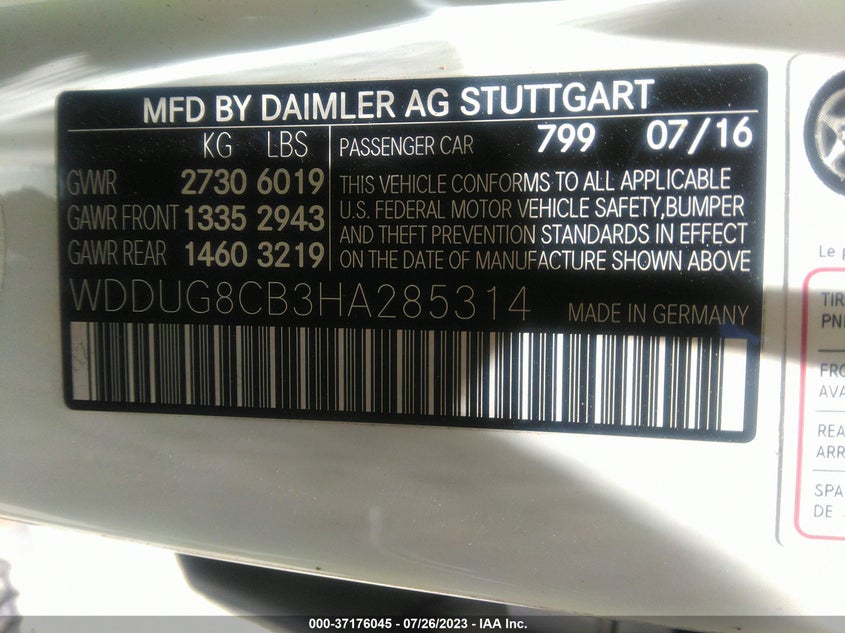 MFD BY DAIMLER AG STUTTGART
KG LBS
GVWR 2730 6019
GAWR FRONT 1335 2943
GAWR REAR 1460 3219
PASSENGER CAR 799 07/16
THIS VEHICLE CONFORMS TO ALL APPLICABLE
U.S. FEDERAL MOTOR VEHICLE SAFETY,BUMPER
AND THEFT PREVENTION STANDARDS IN EFFECT
ON THE DATE OF MANUFACTURE SHOWN ABOVE
WDDUG8CB3HA285314 MADE IN GERMANY
Le
000-37176045 - 07/26/2023 - IAA Inc.